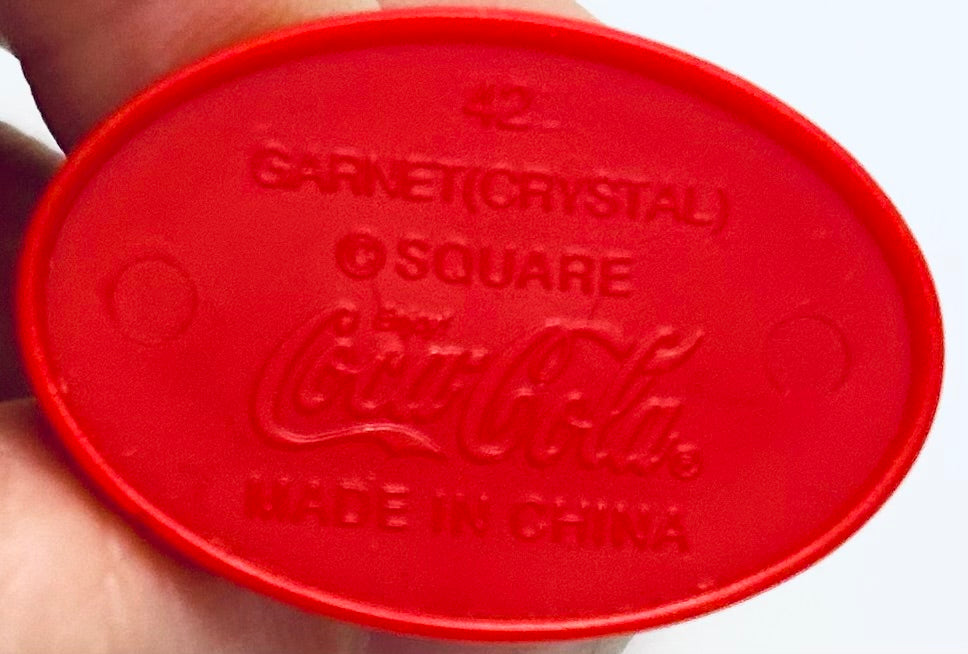 42
GARNET(CRYSTAL)
© SQUARE
Enjoy
Coca-Cola®
MADE IN CHINA